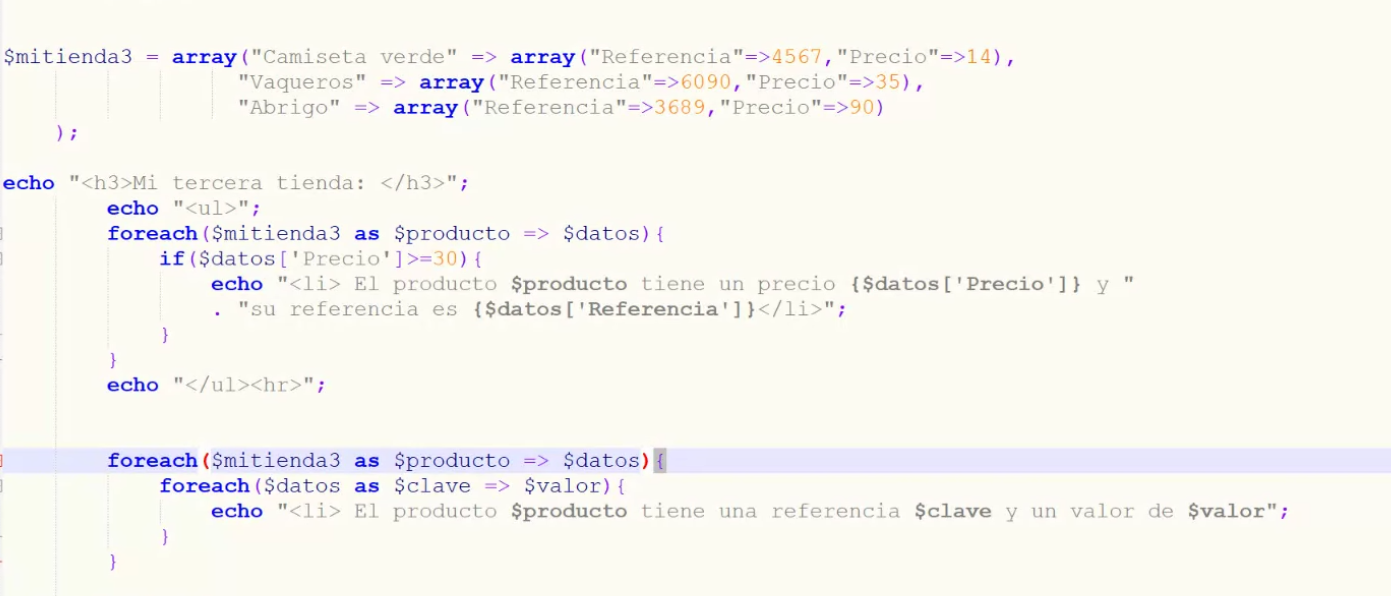 $mitienda3 = array("Camiseta verde" => array("Referencia"=>4567,"Precio"=>14),
"Vaqueros" => array("Referencia"=>6090,"Precio"=>35),
"Abrigo" => array("Referencia"=>3689,"Precio"=>90)
);
echo "<h3>Mi tercera tienda: </h3>";
echo "<ul>";
foreach($mitienda3 as $producto => $datos){
if($datos['Precio']>=30){
echo "<li> El producto $producto tiene un precio {$datos['Precio']} y "
. "su referencia es {$datos['Referencia']}</li>";
}
}
echo "</ul><hr>";
foreach($mitienda3 as $producto => $datos){
foreach($datos as $clave => $valor){
echo "<li> El producto $producto tiene una referencia $clave y un valor de $valor";
}
}